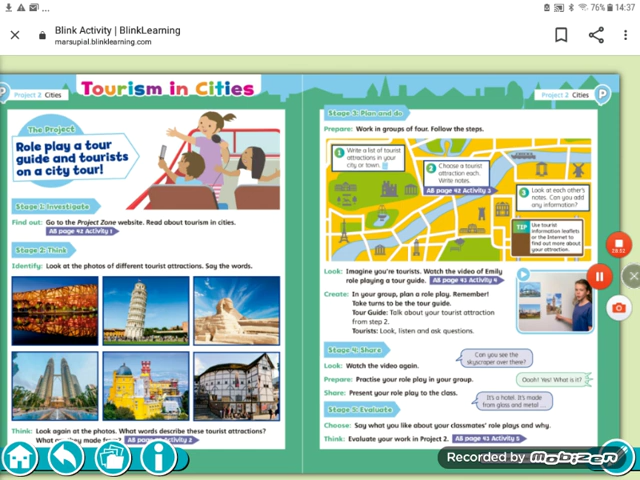 76% 14:37
Blink Activity | BlinkLearning
marsupial.blinklearning.com
Project 2 Cities
Tourism in Cities
The Project
Role play a tour
guide and tourists
on a city tour!
Stage 1: Investigate
Find out: Go to the Project Zone website. Read about tourism in cities.
AB page 42 Activity 1
Stage 2: Think
Identify: Look at the photos of different tourist attractions. Say the words.
Think: Look again at the photos. What words describe these tourist attractions?
What are they made from? AB page Activity 2
Project 2 Cities
P
Stage 3: Plan and do
Prepare: Work in groups of four. Follow the steps.
1 Write a list of tourist
attractions in your
city or town.
2 Choose a tourist
attraction each.
Write notes.
AB page 42 Activity 3
3 Look at each other's
notes. Can you add
any information?
TIP Use tourist
information leaflets
or the Internet to
find out more about
your attraction.
Look: Imagine you're tourists. Watch the video of Emily
role playing a tour guide. AB page 43 Activity 4
Create: In your group, plan a role play. Remember!
Take turns to be the tour guide.
Tour Guide: Talk about your tourist attraction
from step 2.
Tourists: Look, listen and ask questions.
Stage 4: Share
Look: Watch the video again.
Prepare: Practise your role play in your group.
Share: Present your role play to the class.
Can you see the
skyscraper over there?
Oooh! Yes! What is it?
It's a hotel. It's made
from glass and metal ...
Stage 5: Evaluate
Choose: Say what you like about your classmates' role plays and why.
Think: Evaluate your work in Project 2. AB page 43 Activity 5
Recorded by MOBIZEN